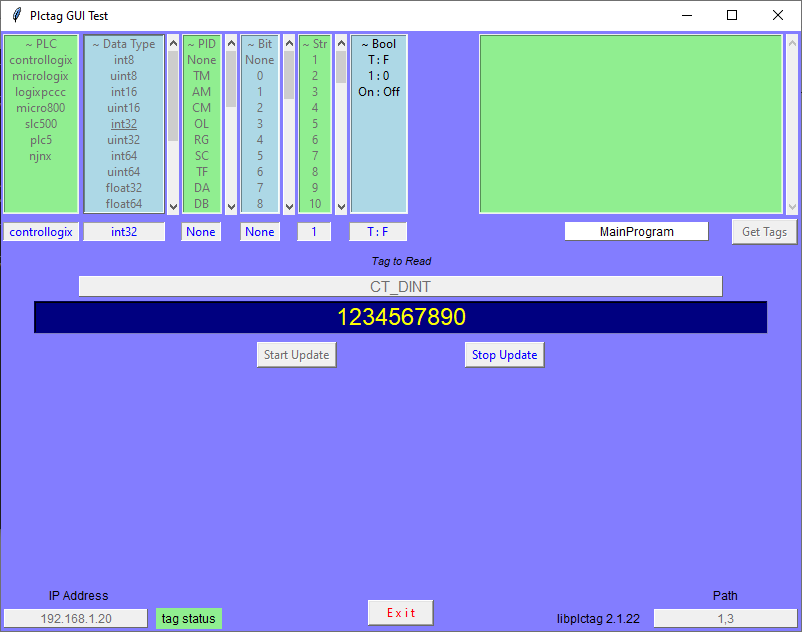 Plctag GUI Test
~ PLC
controllogix
micrologix
logixpccc
micro800
slc500
plc5
njnx
~ Data Type
int8
uint8
int16
uint16
int32
uint32
int64
uint64
float32
float64
~ PID
None
TM
AM
CM
OL
RG
SC
TF
DA
DB
~ Bit
None
0
1
2
3
4
5
6
7
8
~ Str
1
2
3
4
5
6
7
8
9
10
~ Bool
T : F
1 : 0
On : Off
controllogix
int32
None
None
1
T : F
MainProgram
Get Tags
Tag to Read
CT_DINT
1234567890
Start Update
Stop Update
IP Address
192.168.1.20
tag status
Exit
libplctag 2.1.22
Path
1,3